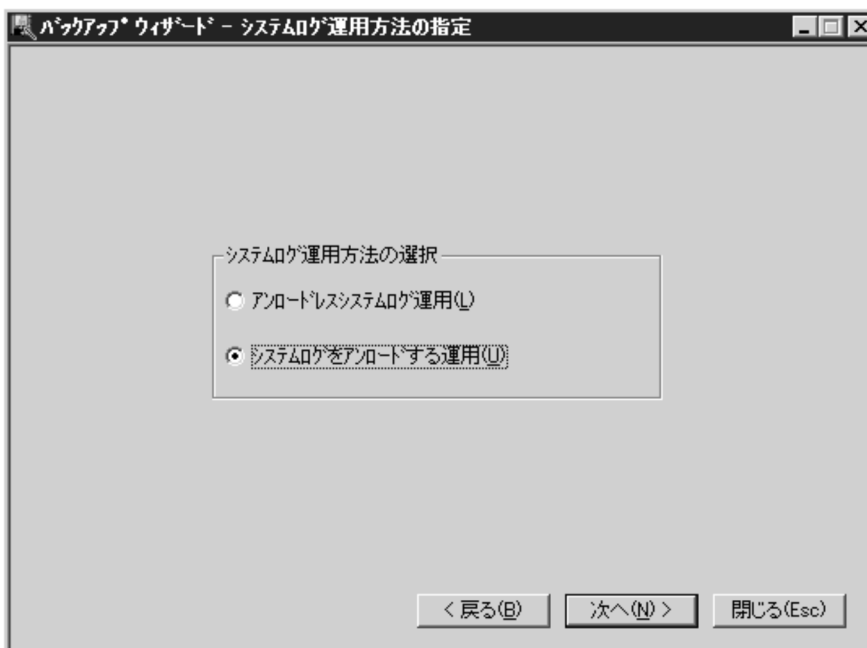 ﾊﾞｯｸｱｯﾌﾟ ｳｨｻﾞｰﾄﾞ - ｼｽﾃﾑﾛｸﾞ運用方法の指定
ｼｽﾃﾑﾛｸﾞ運用方法の選択
ｱﾝﾛｰﾄﾞﾚｽｼｽﾃﾑﾛｸﾞ運用(L)
ｼｽﾃﾑﾛｸﾞをｱﾝﾛｰﾄﾞする運用(U)
< 戻る(B) 次へ(N) > 閉じる(Esc)